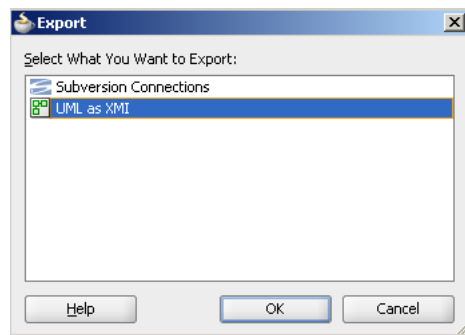 Export
Select What You Want to Export:
Subversion Connections
UML as XMI
Help
OK
Cancel